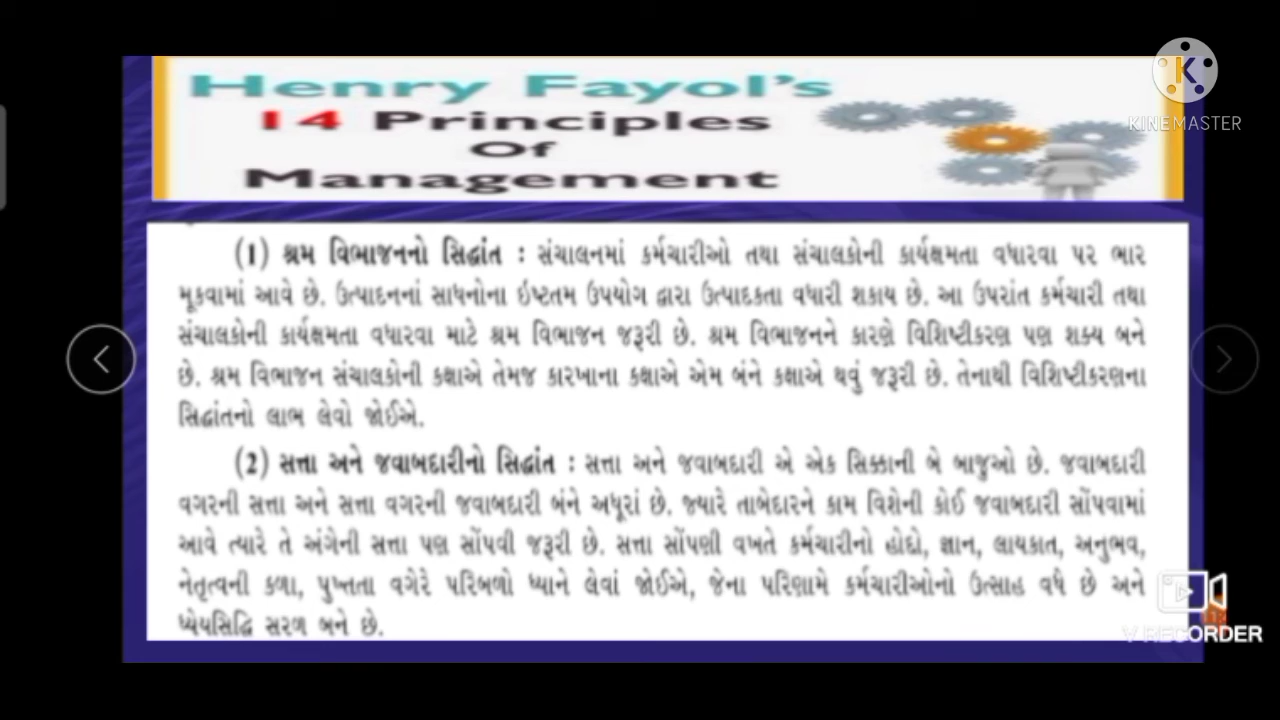 Henry Fayol's
14 Principles
Of
Management
KINEMASTER
(1) શ્રમ વિભાજનનો સિદ્ધાંત : સંચાલનમાં કર્મચારીઓ તથા સંચાલકોની કાર્યક્ષમતા વધારવા પર ભાર
મૂકવામાં આવે છે. ઉત્પાદનનાં સાધનોના ઇષ્ટતમ ઉપયોગ દ્વારા ઉત્પાદકતા વધારી શકાય છે. આ ઉપરાંત કર્મચારી તથા
સંચાલકોની કાર્યક્ષમતા વધારવા માટે શ્રમ વિભાજન જરૂરી છે. શ્રમ વિભાજનને કારણે વિશિષ્ટીકરણ પણ શક્ય બને
છે. શ્રમ વિભાજન સંચાલકોની કક્ષાએ તેમજ કારખાના કક્ષાએ એમ બંને કક્ષાએ થવું જરૂરી છે. તેનાથી વિશિષ્ટીકરણના
સિદ્ધાંતનો લાભ લેવો જોઈએ.
(2) સત્તા અને જવાબદારીનો સિદ્ધાંત : સત્તા અને જવાબદારી એ એક સિક્કાની બે બાજુઓ છે. જવાબદારી
વગરની સત્તા અને સત્તા વગરની જવાબદારી બંને અધૂરાં છે. જ્યારે તાબેદારને કામ વિશેની કોઈ જવાબદારી સોંપવામાં
આવે ત્યારે તે અંગેની સત્તા પણ સોંપવી જરૂરી છે. સત્તા સોંપણી વખતે કર્મચારીનો હોદ્દો, જ્ઞાન, લાયકાત, અનુભવ,
નેતૃત્વની કળા, પુખ્તતા વગેરે પરિબળો ધ્યાને લેવાં જોઈએ, જેના પરિણામે કર્મચારીઓનો ઉત્સાહ વધે છે અને
ધ્યેયસિદ્ધિ સરળ બને છે.
V RECORDER